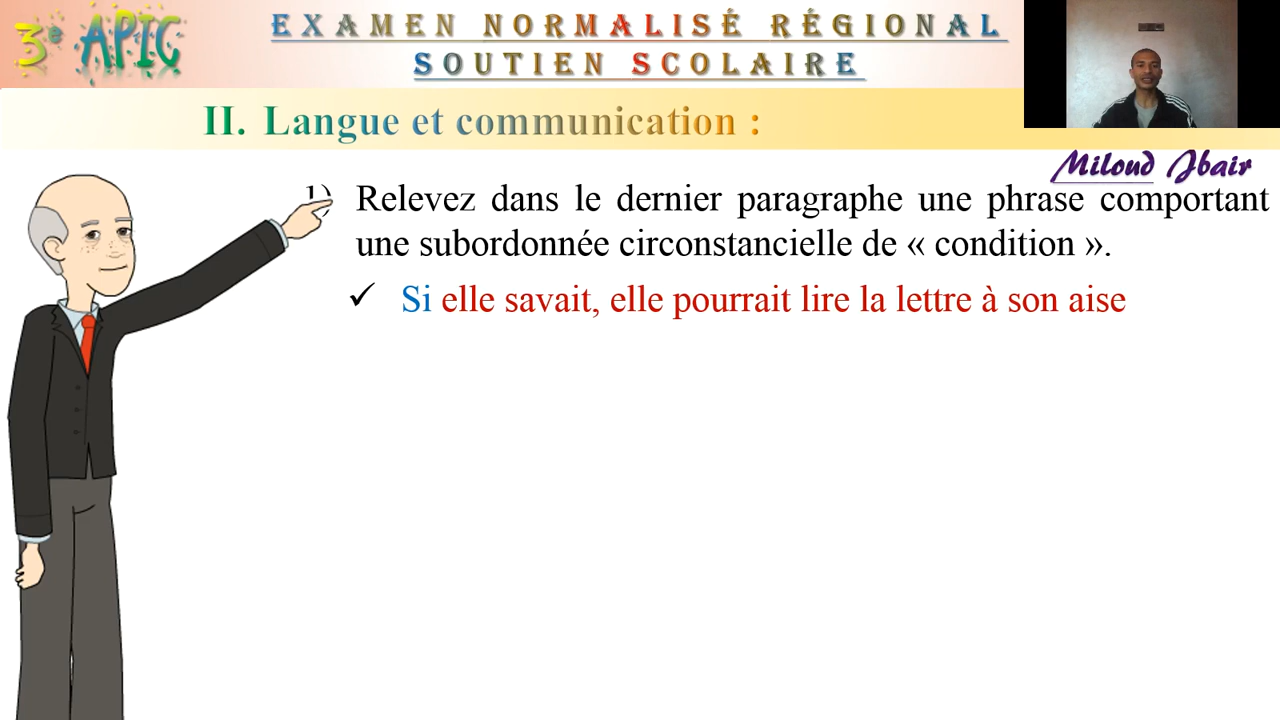 3e APIC
EXAMEN NORMALISÉ RÉGIONAL
SOUTIEN SCOLAIRE
II. Langue et communication :
Miloud Jbair
1) Relevez dans le dernier paragraphe une phrase comportant
une subordonnée circonstancielle de « condition ».
✓ Si elle savait, elle pourrait lire la lettre à son aise